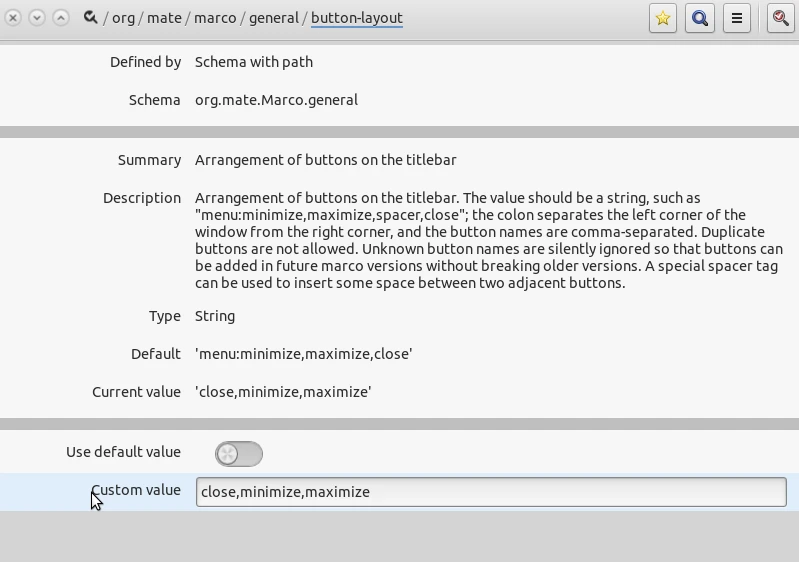 / org / mate / marco / general / button-layout
Defined by Schema with path
Schema org.mate.Marco.general
Summary Arrangement of buttons on the titlebar
Description Arrangement of buttons on the titlebar. The value should be a string, such as
"menu:minimize,maximize,spacer,close"; the colon separates the left corner of the
window from the right corner, and the button names are comma-separated. Duplicate
buttons are not allowed. Unknown button names are silently ignored so that buttons can
be added in future marco versions without breaking older versions. A special spacer tag
can be used to insert some space between two adjacent buttons.
Type String
Default 'menu:minimize,maximize,close'
Current value 'close,minimize,maximize'
Use default value
Custom value close,minimize,maximize